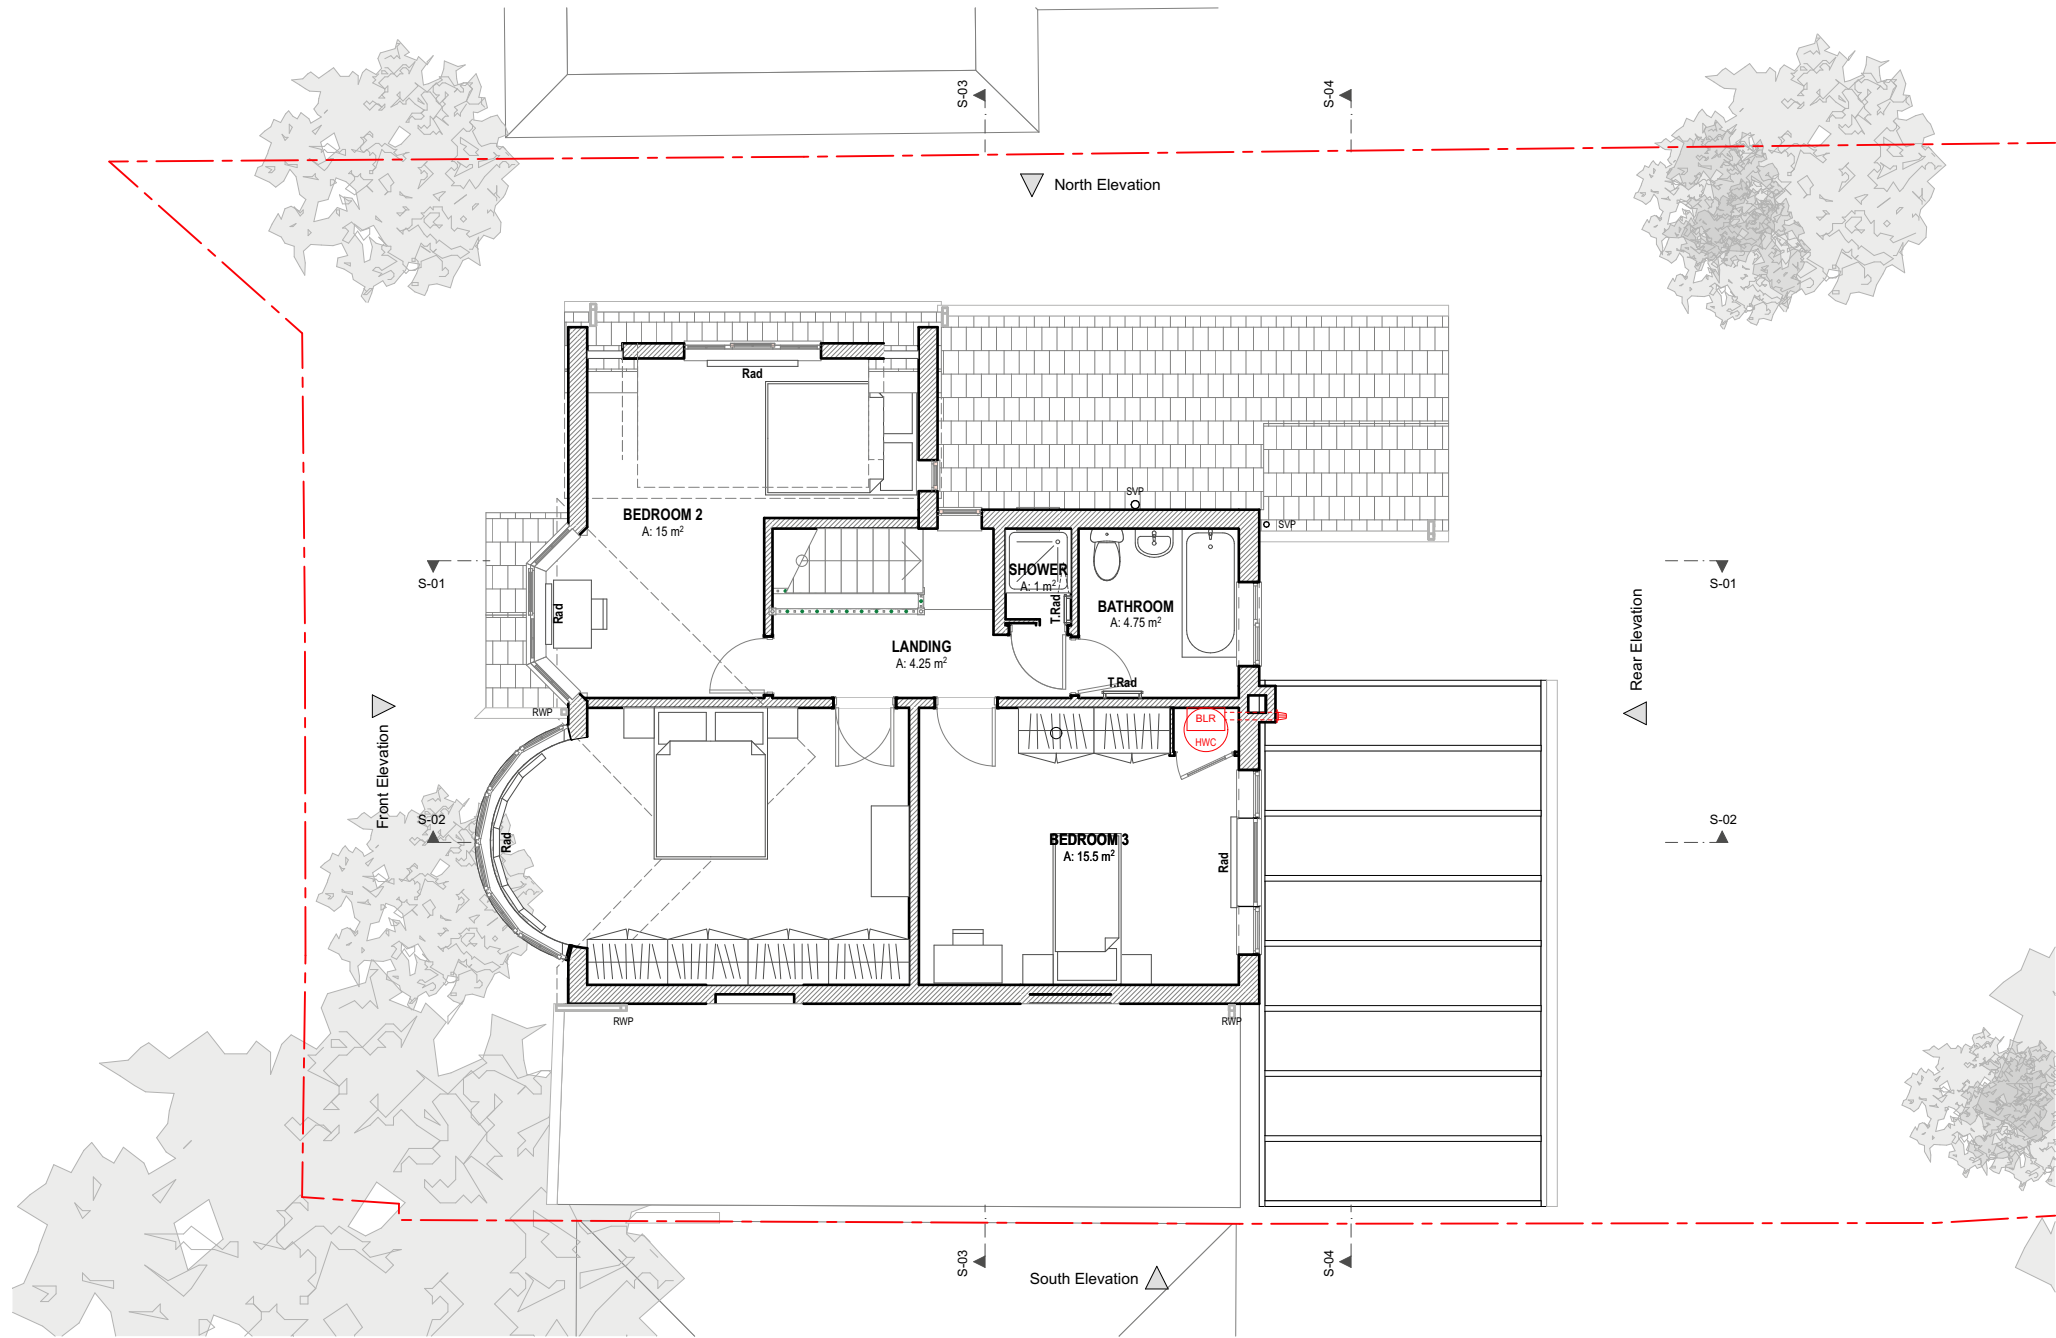 S-03
S-04
North Elevation
Rad
BEDROOM 2
A: 15 m²
SVP
SVP
S-01
SHOWER
A: 1 m²
T.Rad
BATHROOM
A: 4.75 m²
S-01
Rad
LANDING
A: 4.25 m²
T.Rad
Rear Elevation
RWP
BLR
HWC
Front Elevation
S-02
Rad
BEDROOM 3
A: 15.5 m²
Rad
S-02
RWP
RWP
S-03
S-04
South Elevation